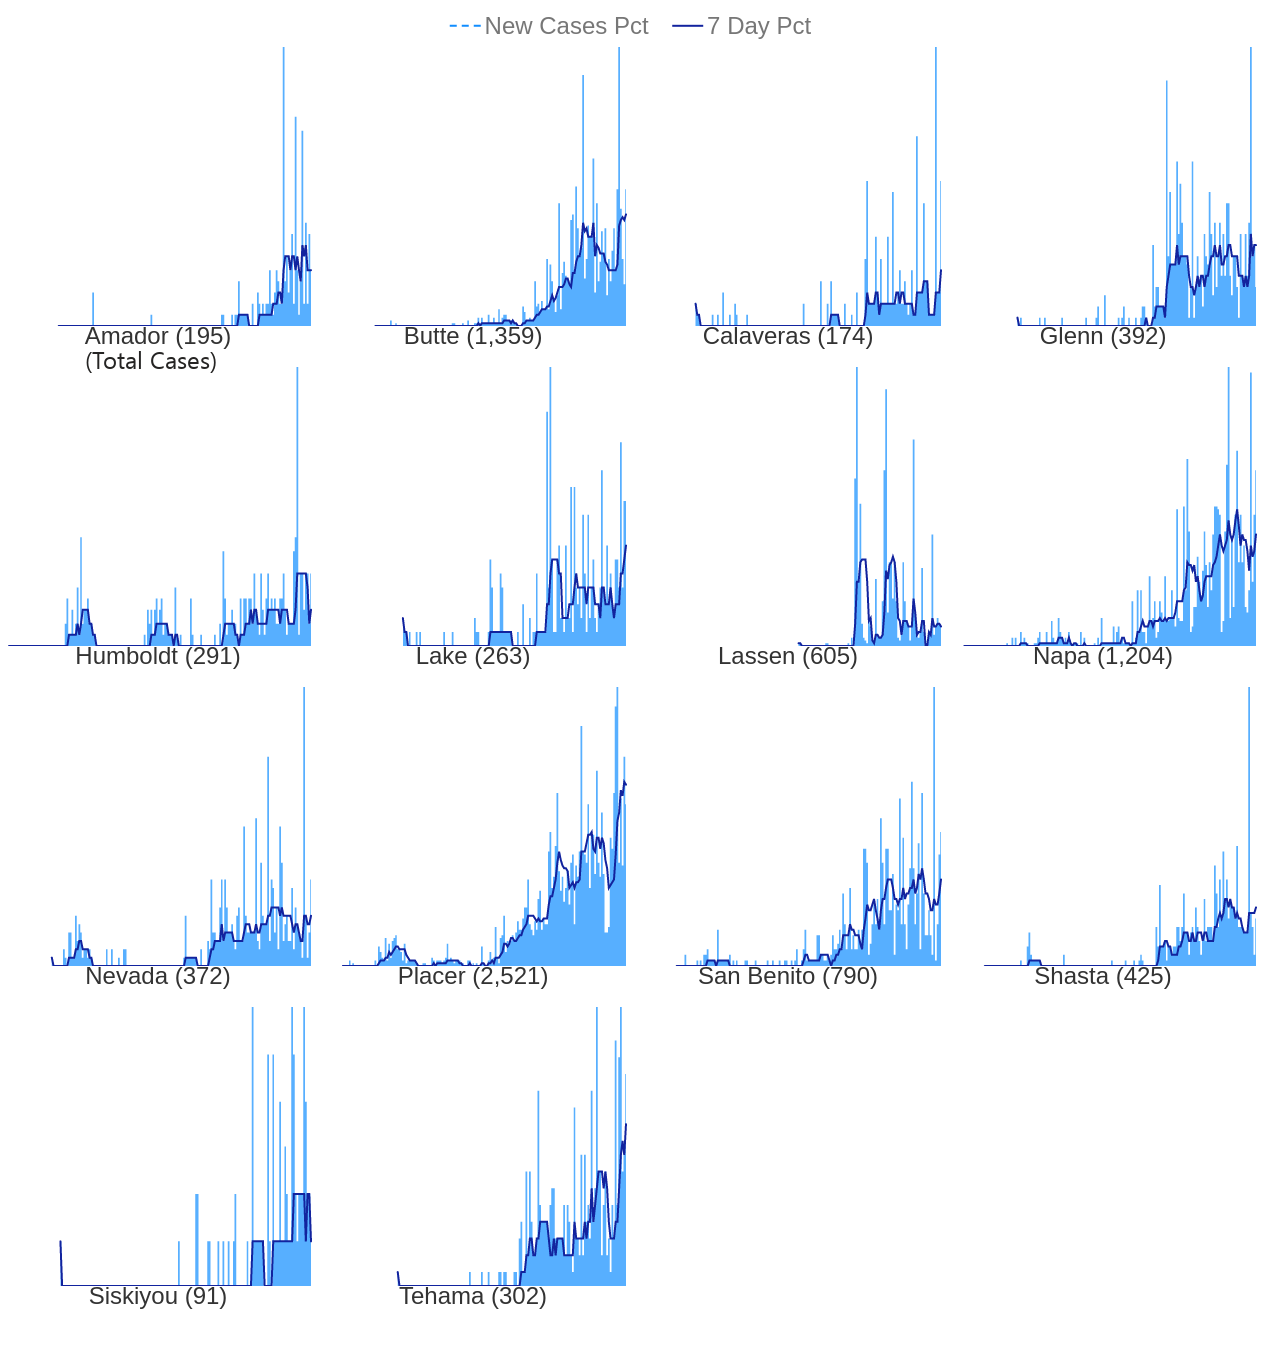 New Cases Pct 7 Day Pct
Amador (195) Butte (1,359) Calaveras (174) Glenn (392)
(Total Cases)
Humboldt (291) Lake (263) Lassen (605) Napa (1,204)
Nevada (372) Placer (2,521) San Benito (790) Shasta (425)
Siskiyou (91) Tehama (302)